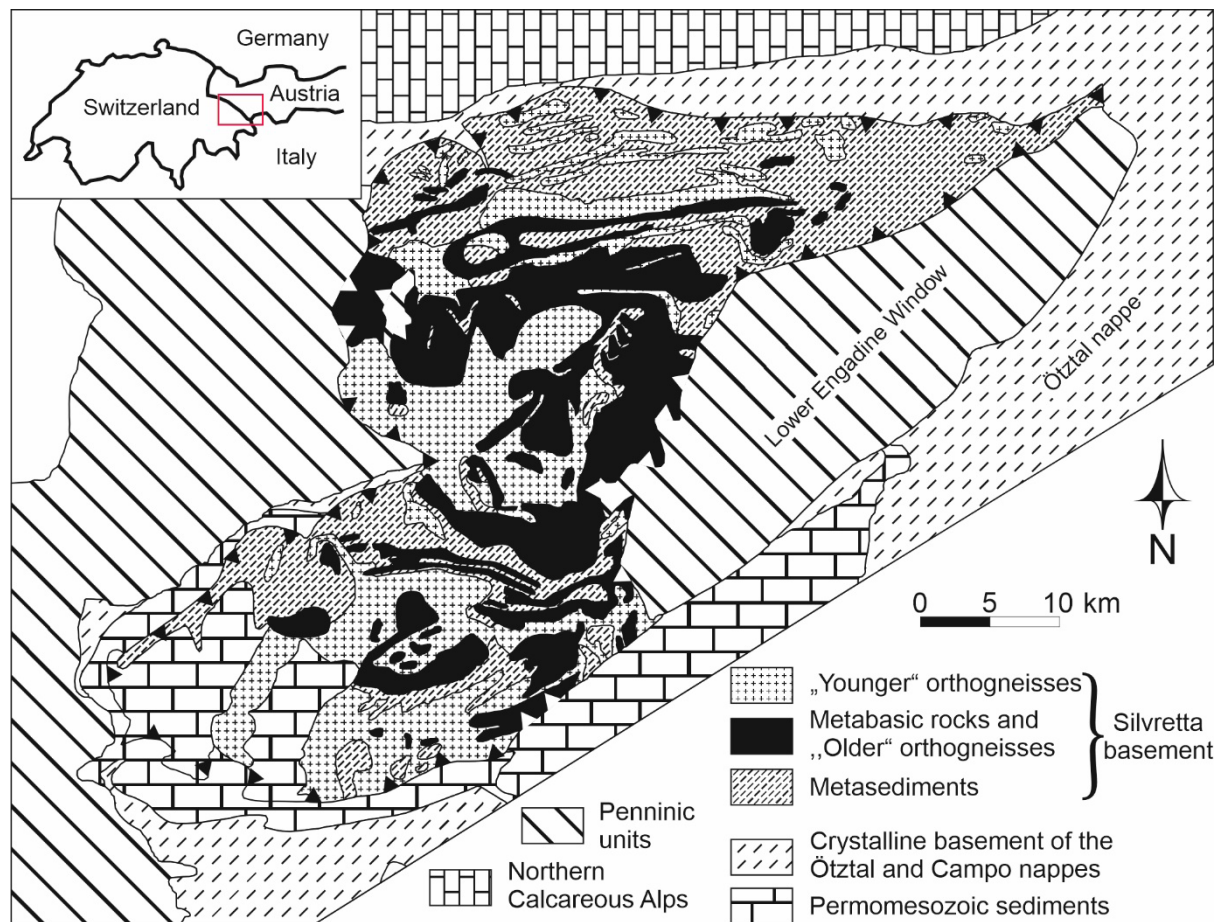 Germany
Switzerland
Austria
Italy
Lower Engadine Window
Ötztal nappe
N
0 5 10 km
„Younger“ orthogneisses
Metabasic rocks and
,,Older“ orthogneisses
Metasediments
Silvretta
basement
Penninic
units
Northern
Calcareous Alps
Crystalline basement of the
Ötztal and Campo nappes
Permomesozoic sediments